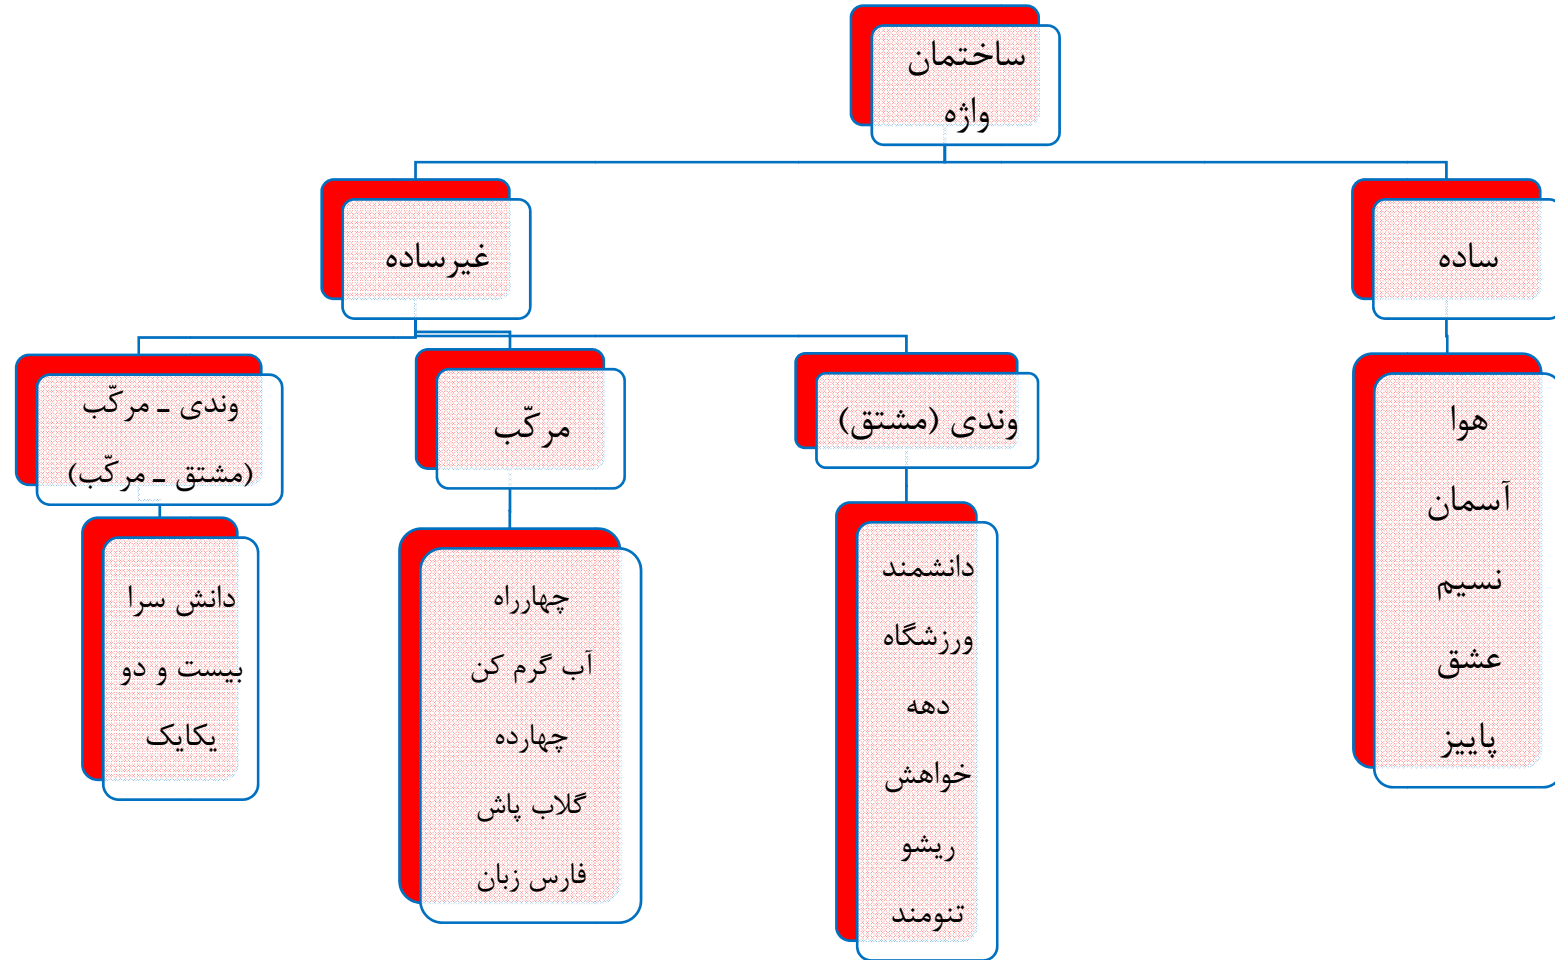 ساختمان
واژه
ساده
غیرساده
هوا
آسمان
نسیم
عشق
پاییز
وندی (مشتق)
دانشمند
ورزشگاه
دهه
خواهش
ریشو
تنومند
مرکّب
چهارراه
آب گرم کن
چهارده
گلاب پاش
فارس زبان
وندی ـ مرکّب
(مشتق ـ مرکّب)
دانش سرا
بیست و دو
یکایک